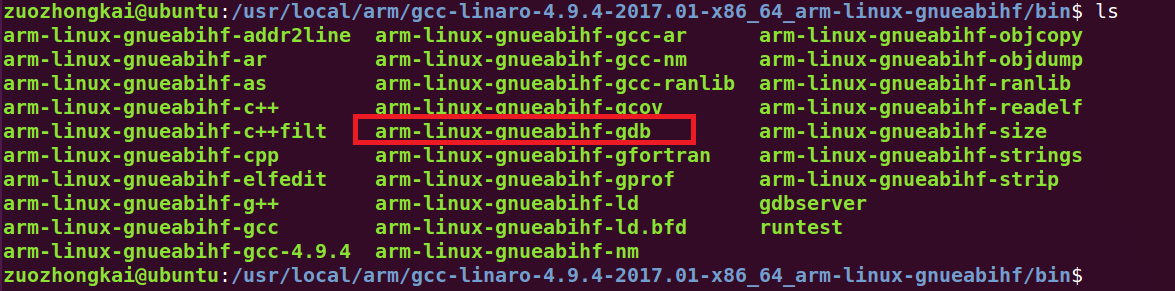 zuozhongkai@ubuntu:/usr/local/arm/gcc-linaro-4.9.4-2017.01-x86_64_arm-linux-gnueabihf/bin$ ls
arm-linux-gnueabihf-addr2line  arm-linux-gnueabihf-gcc-ar      arm-linux-gnueabihf-objcopy
arm-linux-gnueabihf-ar         arm-linux-gnueabihf-gcc-nm      arm-linux-gnueabihf-objdump
arm-linux-gnueabihf-as         arm-linux-gnueabihf-gcc-ranlib  arm-linux-gnueabihf-ranlib
arm-linux-gnueabihf-c++        arm-linux-gnueabihf-gcov        arm-linux-gnueabihf-readelf
arm-linux-gnueabihf-c++filt    arm-linux-gnueabihf-gdb         arm-linux-gnueabihf-size
arm-linux-gnueabihf-cpp        arm-linux-gnueabihf-gfortran    arm-linux-gnueabihf-strings
arm-linux-gnueabihf-elfedit    arm-linux-gnueabihf-gprof       arm-linux-gnueabihf-strip
arm-linux-gnueabihf-g++        arm-linux-gnueabihf-ld          gdbserver
arm-linux-gnueabihf-gcc        arm-linux-gnueabihf-ld.bfd      runtest
arm-linux-gnueabihf-gcc-4.9.4  arm-linux-gnueabihf-nm
zuozhongkai@ubuntu:/usr/local/arm/gcc-linaro-4.9.4-2017.01-x86_64_arm-linux-gnueabihf/bin$